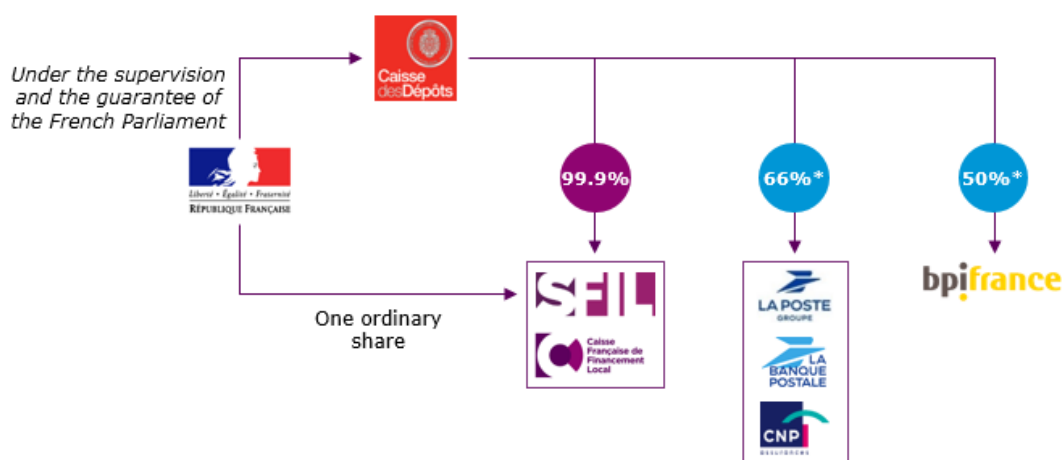 Under the supervision
and the guarantee of
the French Parliament
Caisse
desDépôts
Liberté • Égalité • Fraternité
RÉPUBLIQUE FRANÇAISE
99.9%
66%*
50%*
One ordinary
share
SFIL
Caisse
Française de
Financement
Local
LA POSTE
GROUPE
LA
BANQUE
POSTALE
CNP
assurances
bpifrance